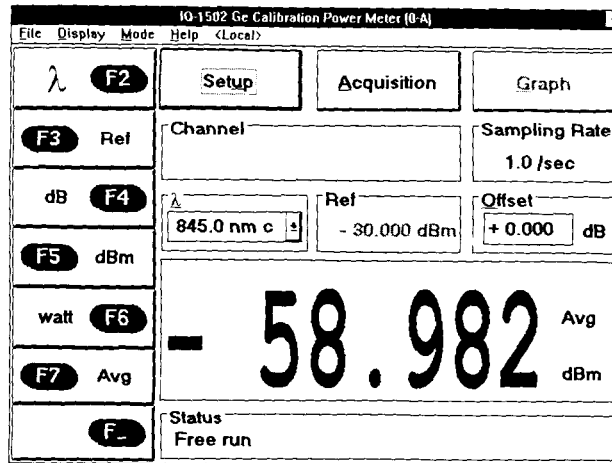 IQ-1502 Ge Calibration Power Meter (0-A)
File Display Mode Help <Local>
λ F2
F3 Ref
dB F4
F5 dBm
watt F6
F7 Avg
F_
Setup Acquisition Graph
Channel
Sampling Rate
1.0 /sec
λ
845.0 nm c
Ref
- 30.000 dBm
Offset
+ 0.000 dB
- 58.982
Avg
dBm
Status
Free run